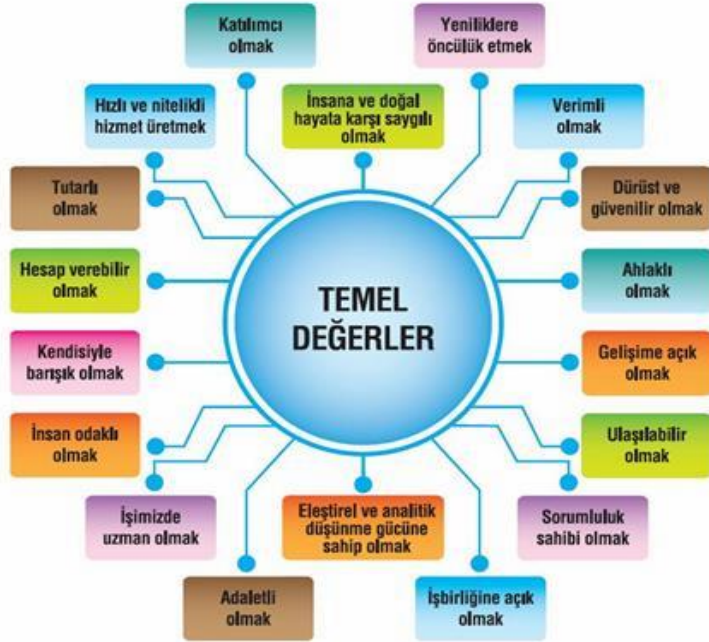 Katılımcı
olmak
Yeniliklere
öncülük etmek
Hızlı ve nitelikli
hizmet üretmek
İnsana ve doğal
hayata karşı saygılı
olmak
Verimli
olmak
Tutarlı
olmak
Dürüst ve
güvenilir olmak
Hesap verebilir
olmak
TEMEL
DEĞERLER
Ahlaklı
olmak
Kendisiyle
barışık olmak
Gelişime açık
olmak
İnsan odaklı
olmak
Ulaşılabilir
olmak
İşimizde
uzman olmak
Eleştirel ve analitik
düşünme gücüne
sahip olmak
Sorumluluk
sahibi olmak
Adaletli
olmak
İşbirliğine açık
olmak